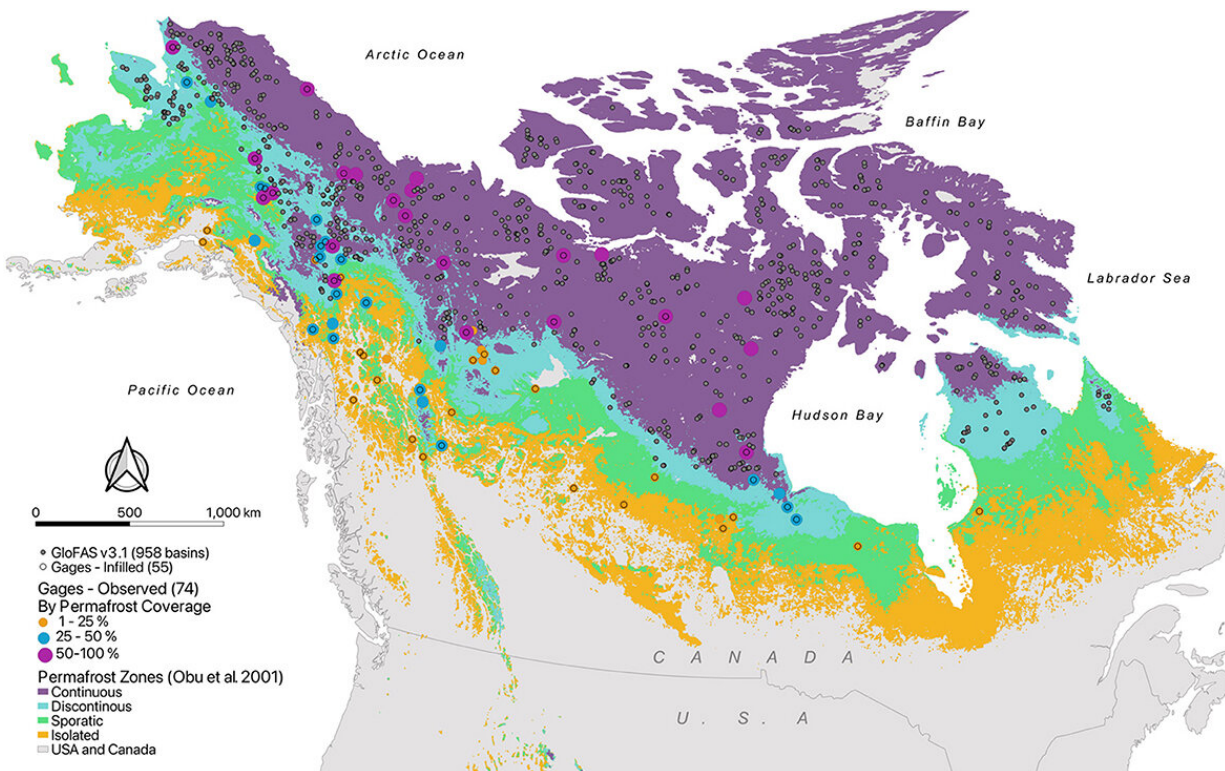 Arctic Ocean
Baffin Bay
Labrador Sea
Pacific Ocean
Hudson Bay
0 500 1,000 km
GloFAS v3.1 (958 basins)
Gages - Infilled (55)
Gages - Observed (74)
By Permafrost Coverage
1 - 25 %
25 - 50 %
50-100 %
Permafrost Zones (Obu et al. 2001)
Continuous
Discontinous
Sporatic
Isolated
USA and Canada
C A N A D A
U. S. A